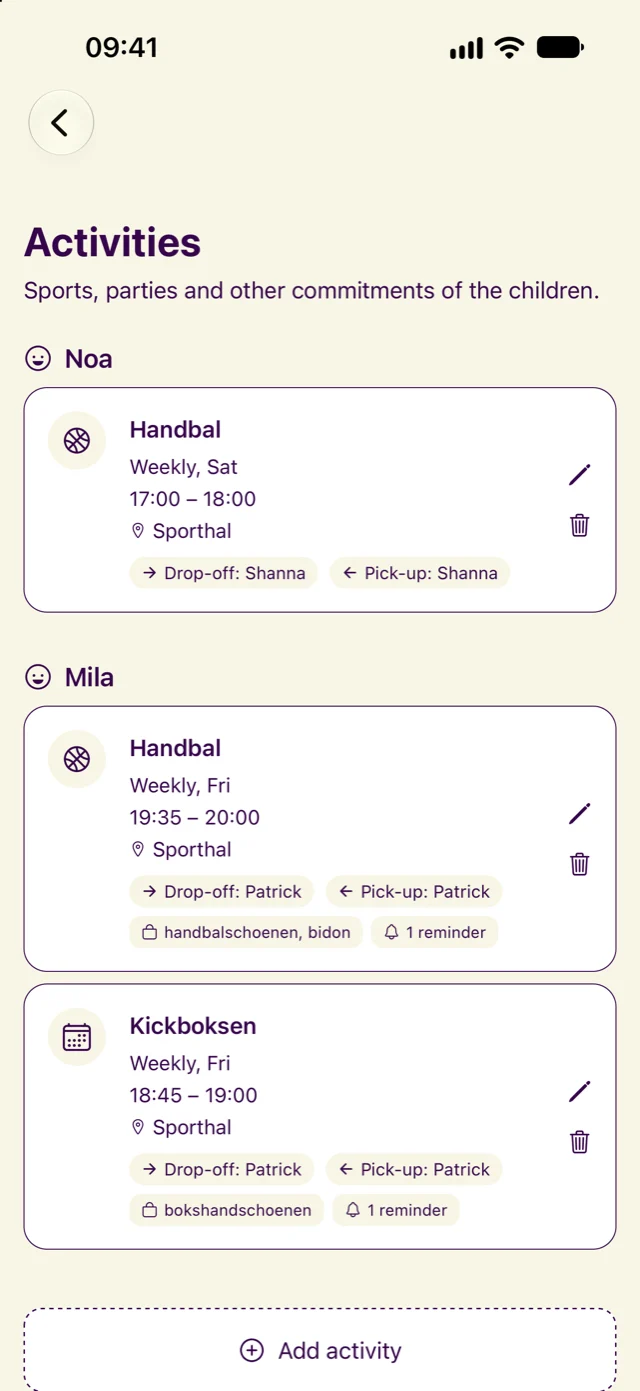 09:41
Activities
Sports, parties and other commitments of the children.
Noa
Handbal
Weekly, Sat
17:00 – 18:00
Sporthal
→ Drop-off: Shanna ← Pick-up: Shanna
Mila
Handbal
Weekly, Fri
19:35 – 20:00
Sporthal
→ Drop-off: Patrick ← Pick-up: Patrick
handbalschoenen, bidon 1 reminder
Kickboksen
Weekly, Fri
18:45 – 19:00
Sporthal
→ Drop-off: Patrick ← Pick-up: Patrick
bokshandschoenen 1 reminder
Add activity